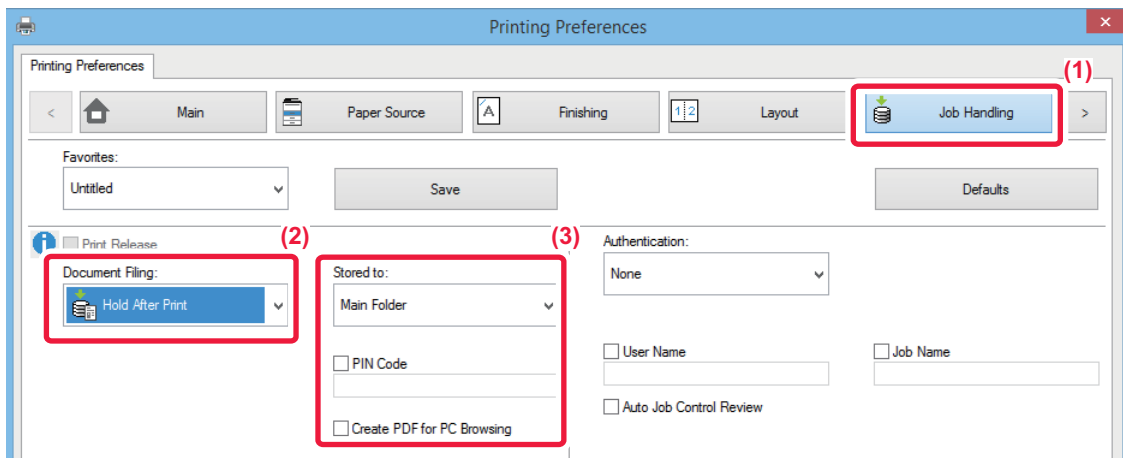 Printing Preferences
×
Printing Preferences
(1)
< Main Paper Source A Finishing 1 2 Layout Job Handling >
Favorites:
Untitled Save Defaults
i Print Release (2) (3) Authentication:
Document Filing: Stored to: None
Hold After Print Main Folder
PIN Code User Name Job Name
Create PDF for PC Browsing Auto Job Control Review